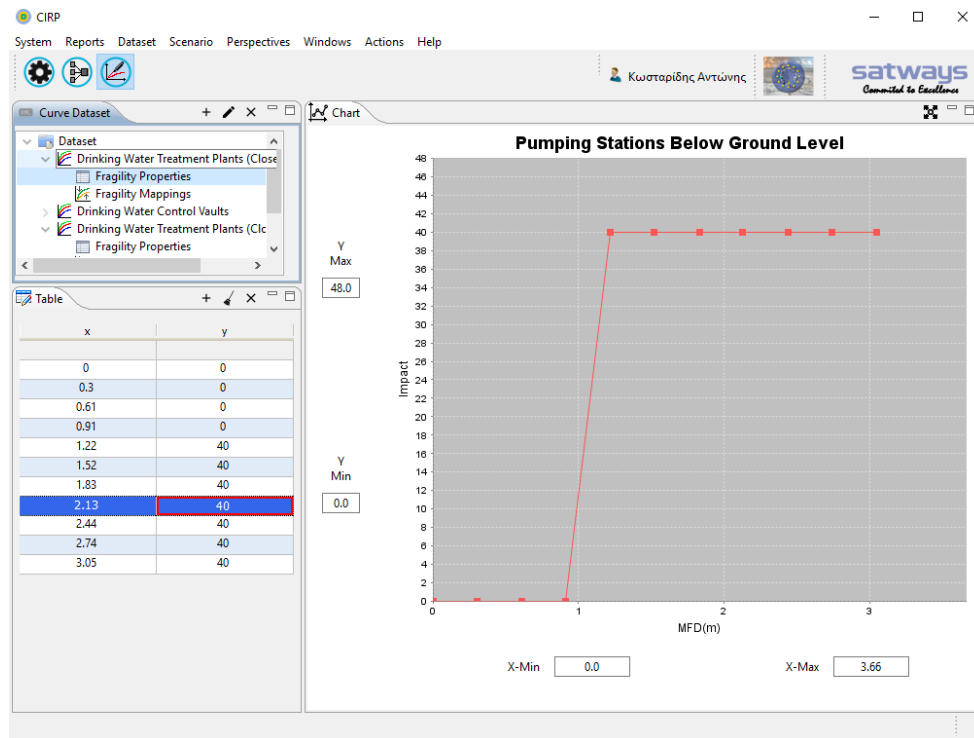 CIRP
System Reports Dataset Scenario Perspectives Windows Actions Help
Κωσταρίδης Αντώνης
satways
Committed to Excellence
Curve Dataset
Dataset
Drinking Water Treatment Plants (Close
Fragility Properties
Fragility Mappings
Drinking Water Control Vaults
Drinking Water Treatment Plants (Clc
Fragility Properties
Table
x y
0 0
0.3 0
0.61 0
0.91 0
1.22 40
1.52 40
1.83 40
2.13 40
2.44 40
2.74 40
3.05 40
Chart
Pumping Stations Below Ground Level
Y
Max
48.0
Y
Min
0.0
Impact
48
46
44
42
40
38
36
34
32
30
28
26
24
22
20
18
16
14
12
10
8
6
4
2
0
0 1 2 3
MFD(m)
X-Min 0.0 X-Max 3.66